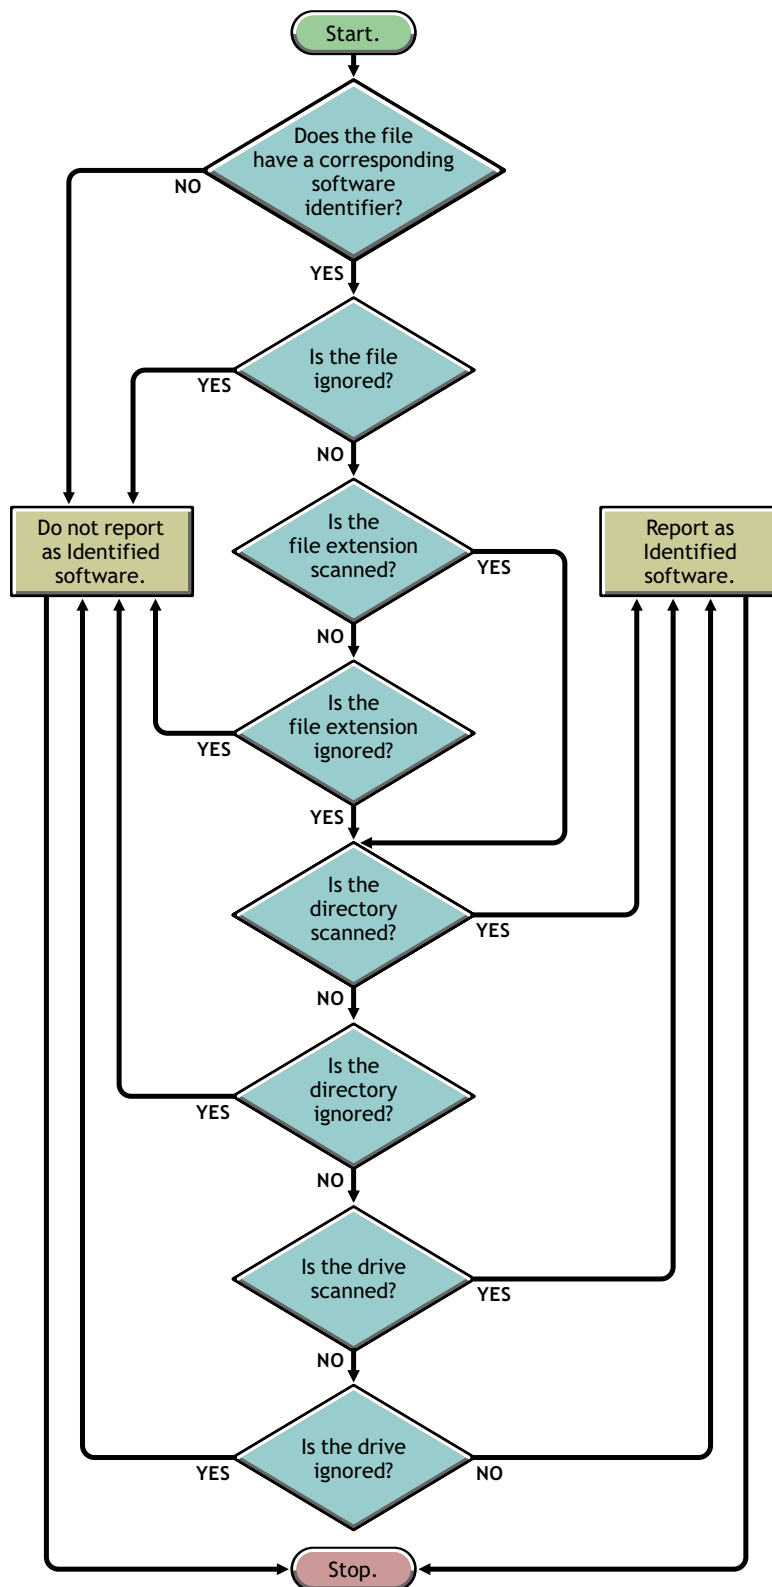 Start.
Does the file
have a corresponding
software
identifier?
NO
YES
Is the file
ignored?
YES
NO
Do not report
as Identified
software.
Is the
file extension
scanned?
YES
Report as
Identified
software.
NO
Is the
file extension
ignored?
YES
YES
Is the
directory
scanned?
YES
NO
Is the
directory
ignored?
YES
NO
Is the drive
scanned?
YES
NO
Is the drive
ignored?
YES
NO
Stop.